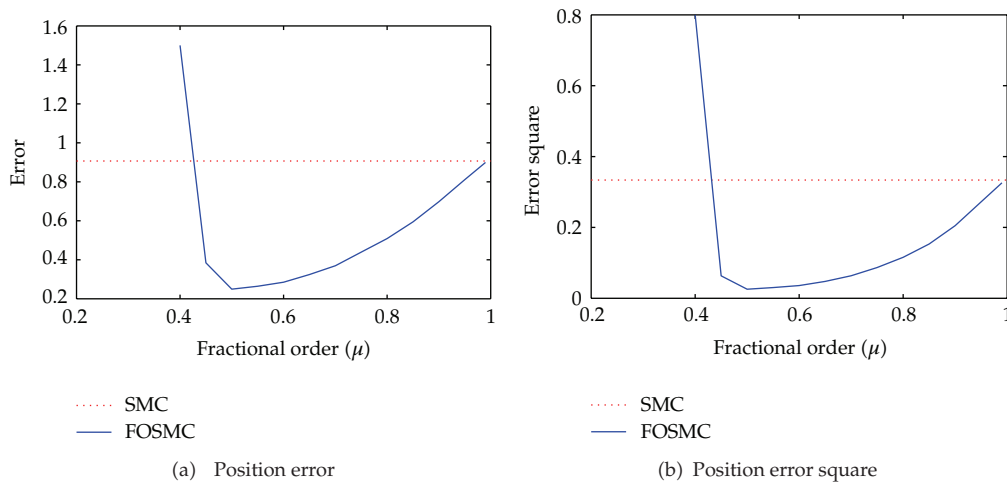 1.6
1.4
1.2
1
0.8
0.6
0.4
0.2
Error
0.2 0.4 0.6 0.8 1
Fractional order (μ)
SMC
FOSMC
(a) Position error
0.8
0.6
0.4
0.2
0
Error square
0.2 0.4 0.6 0.8 1
Fractional order (μ)
SMC
FOSMC
(b) Position error square